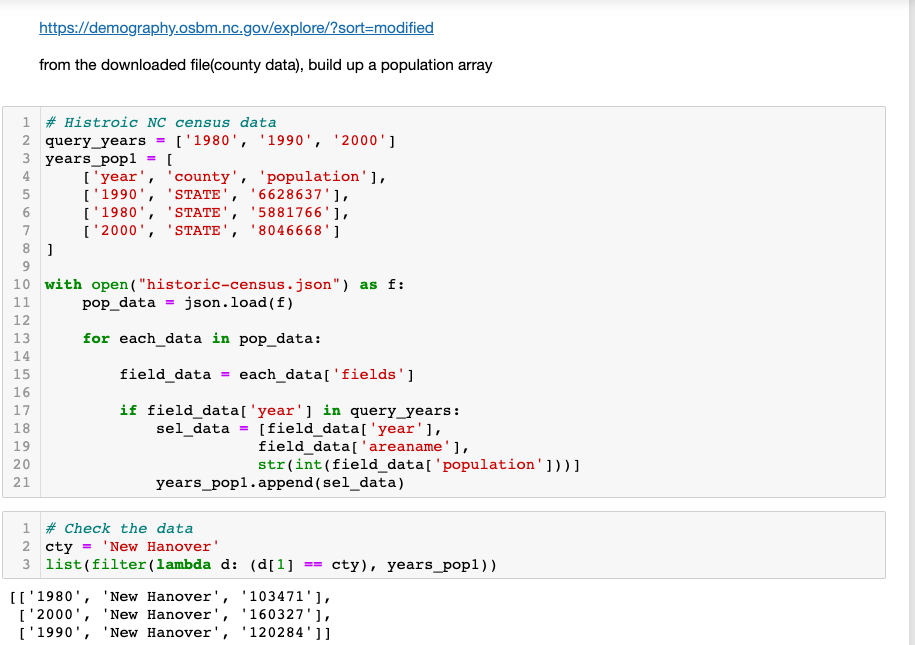 https://demography.osbm.nc.gov/explore/?sort=modified
from the downloaded file(county data), build up a population array
1 # Histroic NC census data
2 query_years = ['1980', '1990', '2000']
3 years_pop1 = [
4     ['year', 'county', 'population'],
5     ['1990', 'STATE', '6628637'],
6     ['1980', 'STATE', '5881766'],
7     ['2000', 'STATE', '8046668']
8 ]
9
10 with open("historic-census.json") as f:
11     pop_data = json.load(f)
12
13     for each_data in pop_data:
14
15         field_data = each_data['fields']
16
17         if field_data['year'] in query_years:
18             sel_data = [field_data['year'],
19                        field_data['areaname'],
20                        str(int(field_data['population']))]
21             years_pop1.append(sel_data)
1 # Check the data
2 cty = 'New Hanover'
3 list(filter(lambda d: (d[1] == cty), years_pop1))
[['1980', 'New Hanover', '103471'],
 ['2000', 'New Hanover', '160327'],
 ['1990', 'New Hanover', '120284']]